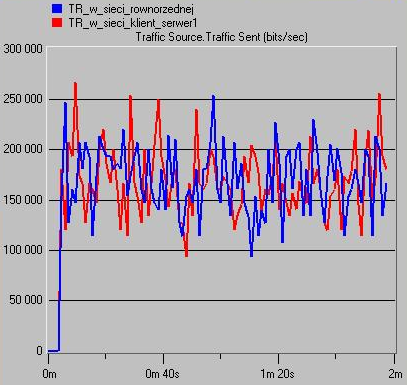 TR_w_sieci_rownorzednej
TR_w_sieci_klient_serwer1
Traffic Source.Traffic Sent (bits/sec)
300 000
250 000
200 000
150 000
100 000
50 000
0
0m 0m 40s 1m 20s 2m